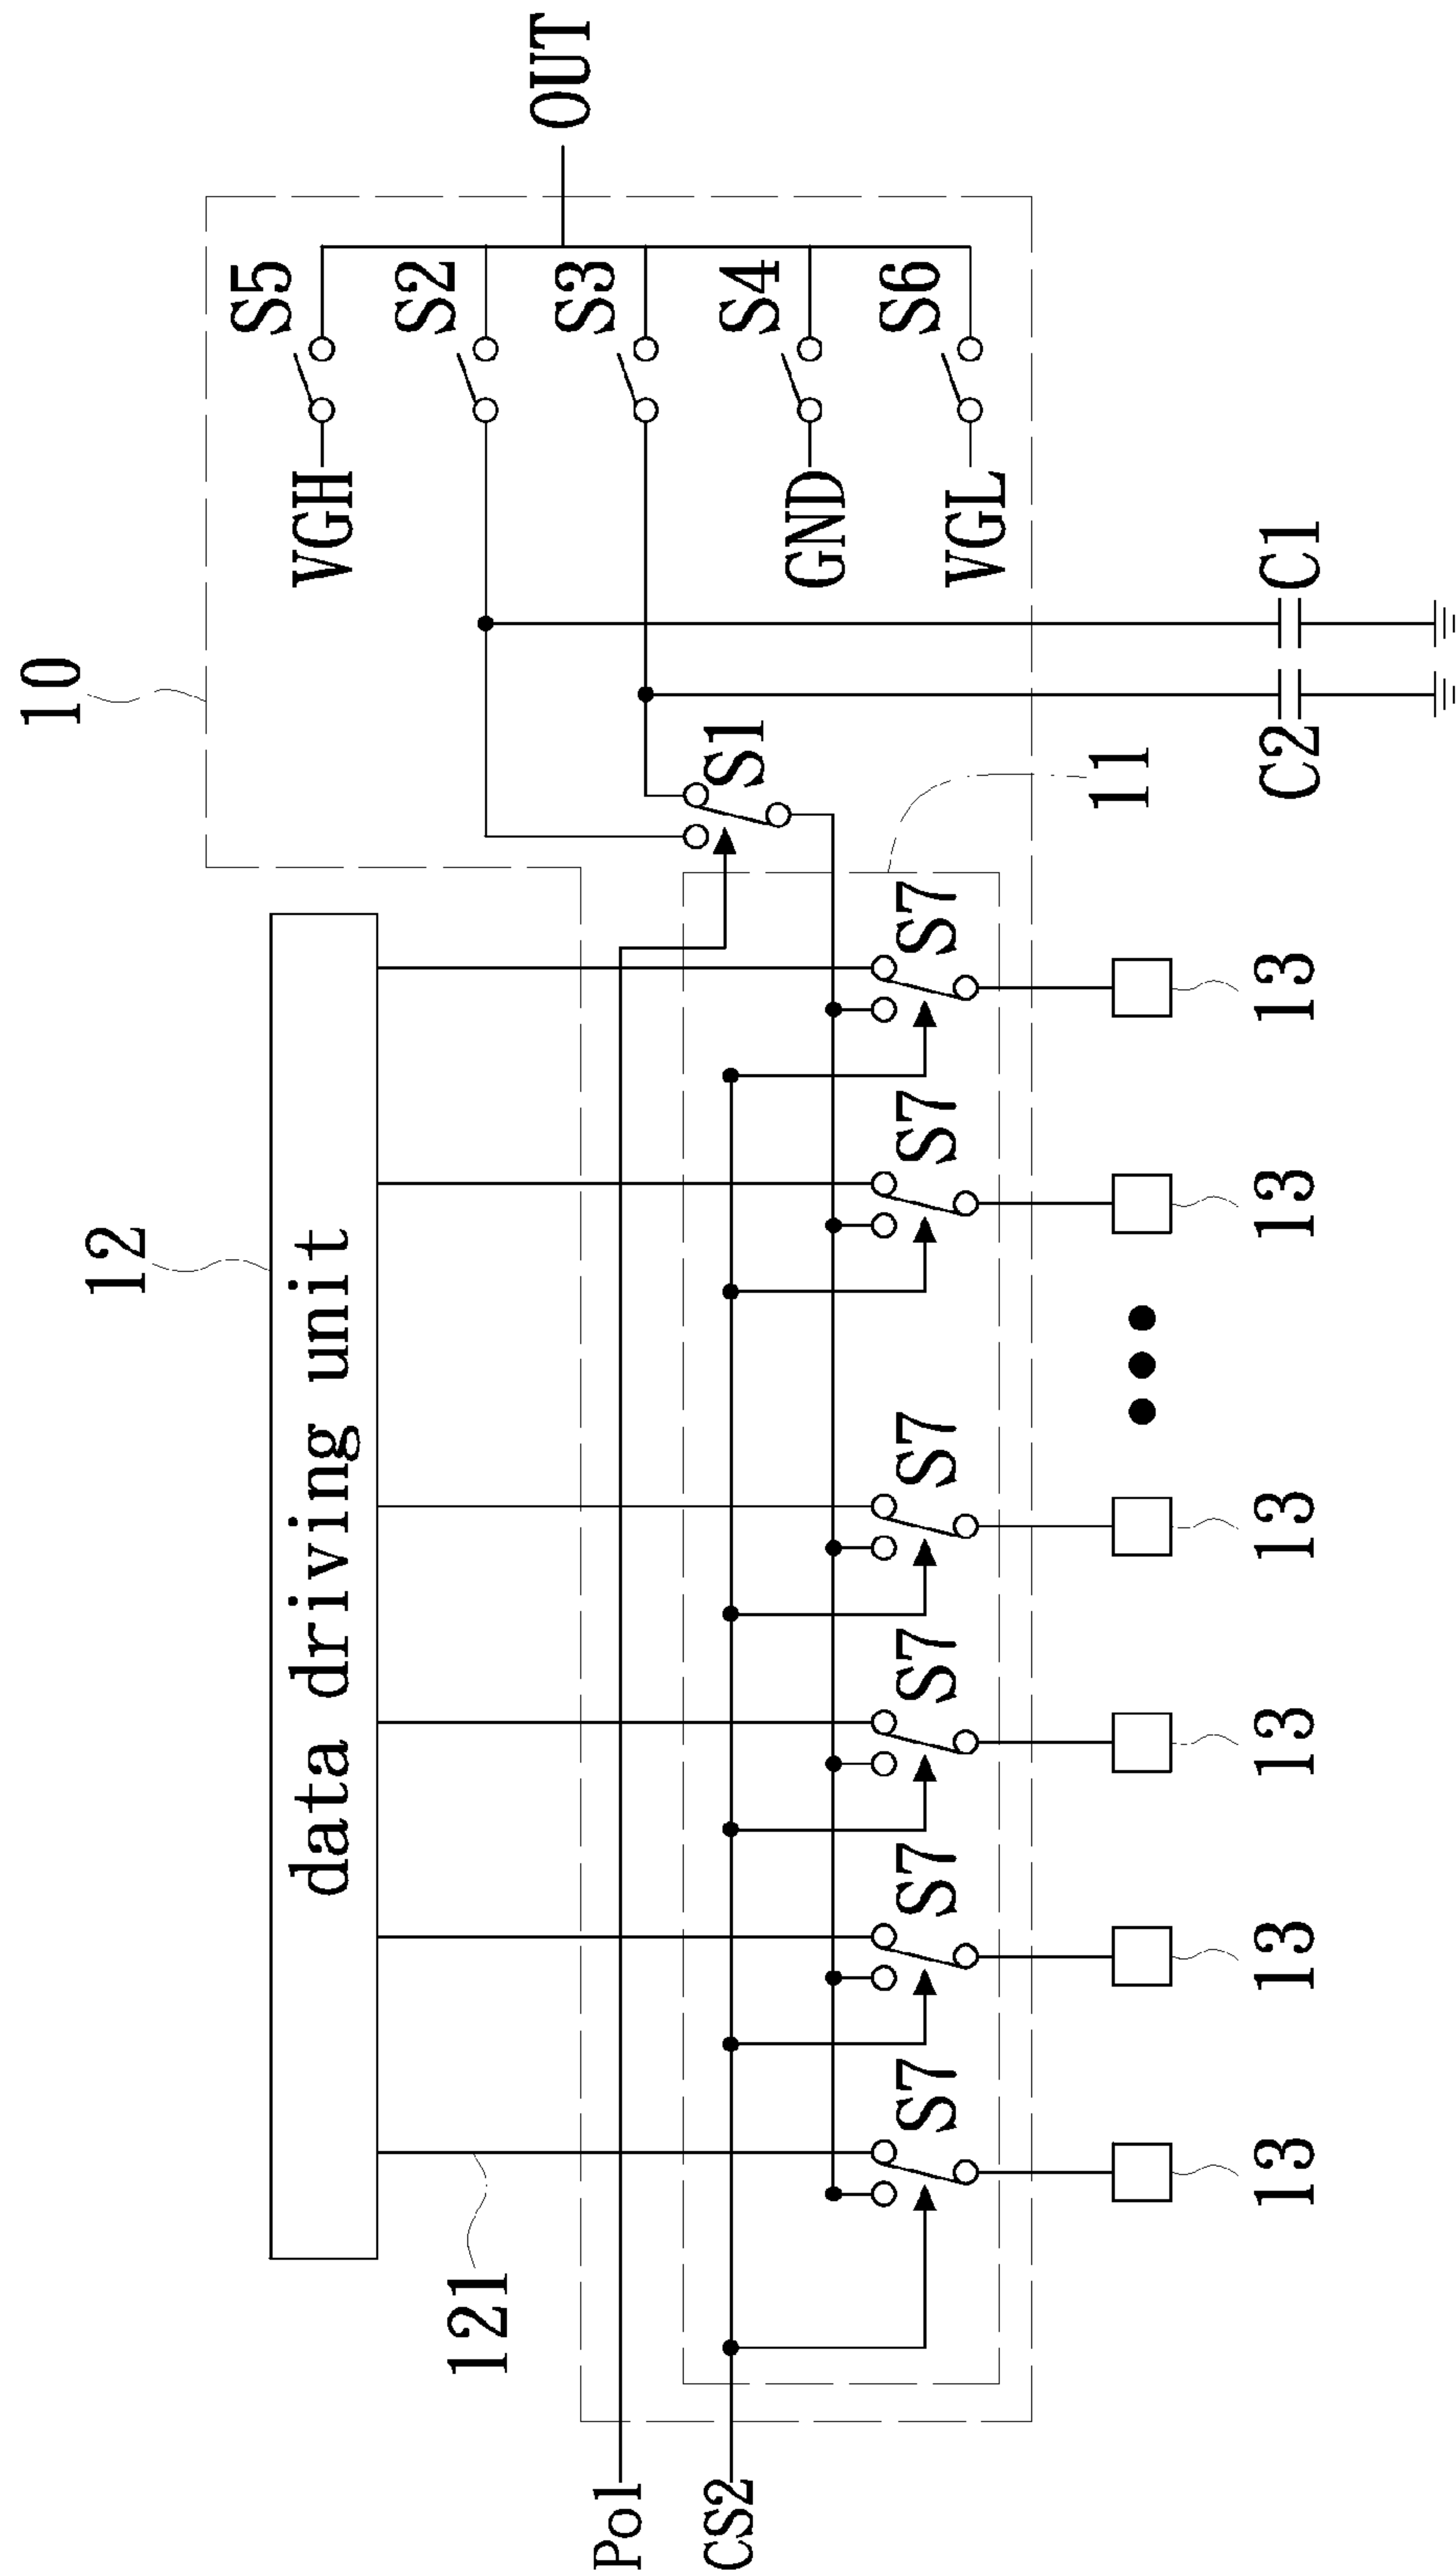 10
12
data driving unit
121
Pol
CS2
VGH
S5
S2
S3
GND
S4
VGL
S6
OUT
S1
11
S7
S7
S7
S7
S7
S7
C2
C1
13
13
13
13
13
13